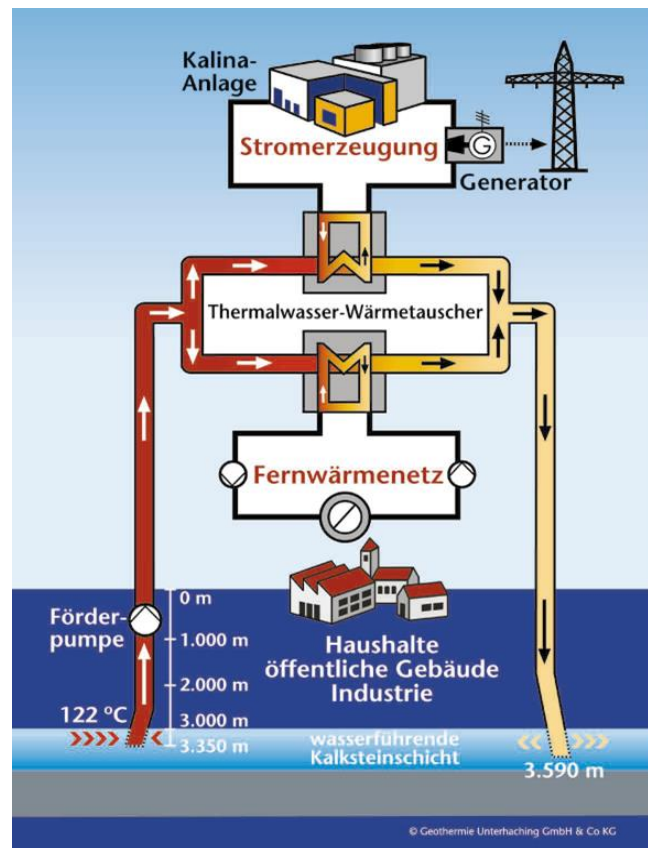 Kalina-
Anlage
Stromerzeugung
G
Generator
Thermalwasser-Wärmetauscher
Fernwärmenetz
0 m
Förder-
pumpe
1.000 m
Haushalte
öffentliche Gebäude
Industrie
2.000 m
122 ºC
3.000 m
3.350 m
wasserführende
Kalksteinschicht
3.590 m
© Geothermie Unterhaching GmbH & Co KG